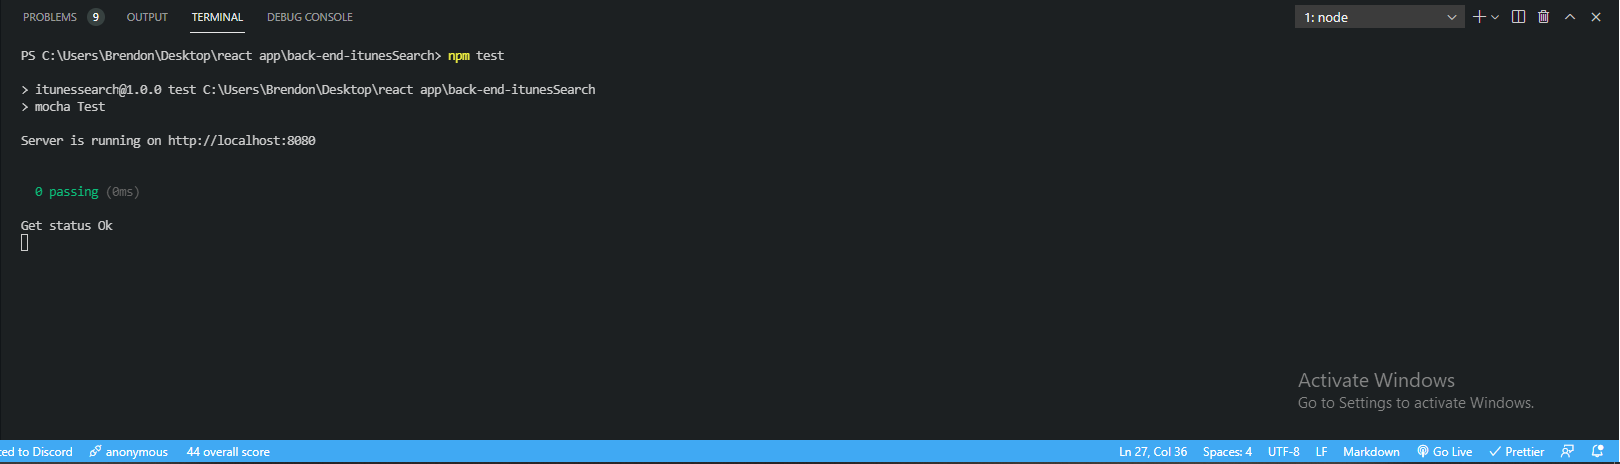 PROBLEMS 9 OUTPUT TERMINAL DEBUG CONSOLE 1: node
PS C:\Users\Brendon\Desktop\react app\back-end-itunesSearch> npm test
> itunessearch@1.0.0 test C:\Users\Brendon\Desktop\react app\back-end-itunesSearch
> mocha Test
Server is running on http://localhost:8080
0 passing (0ms)
Get status Ok
Activate Windows
Go to Settings to activate Windows.
ted to Discord anonymous 44 overall score Ln 27, Col 36 Spaces: 4 UTF-8 LF Markdown Go Live Prettier